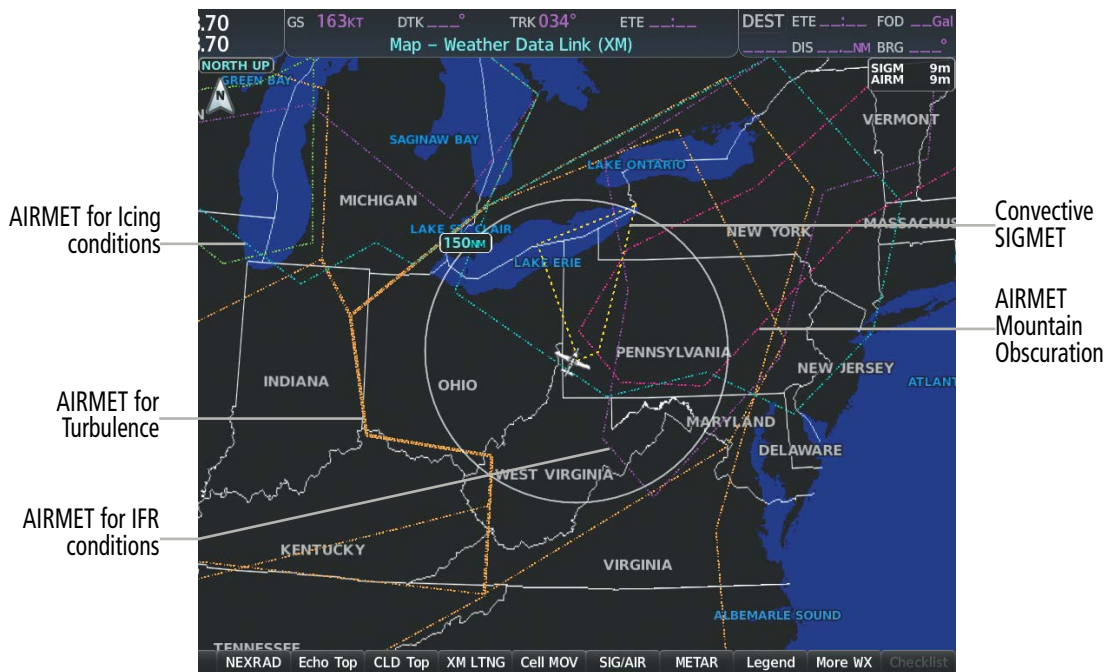 .70
.70
GS 163KT DTK ___° TRK 034° ETE __:__
Map – Weather Data Link (XM)
DEST ETE __:__ FOD __Gal
____ DIS __._NM BRG ___°
NORTH UP
N
SIGM 9m
AIRM 9m
GREEN BAY
VERMONT
SAGINAW BAY
LAKE ONTARIO
MICHIGAN
MASSACHUS
LAKE ST. CLAIR
NEW YORK
150NM
LAKE ERIE
PENNSYLVANIA
NEW JERSEY
INDIANA
OHIO
ATLANT
MARYLAND
DELAWARE
WEST VIRGINIA
KENTUCKY
VIRGINIA
ALBEMARLE SOUND
TENNESSEE
NEXRAD Echo Top CLD Top XM LTNG Cell MOV SIG/AIR METAR Legend More WX Checklist
AIRMET for Icing
conditions
AIRMET for
Turbulence
AIRMET for IFR
conditions
Convective
SIGMET
AIRMET
Mountain
Obscuration